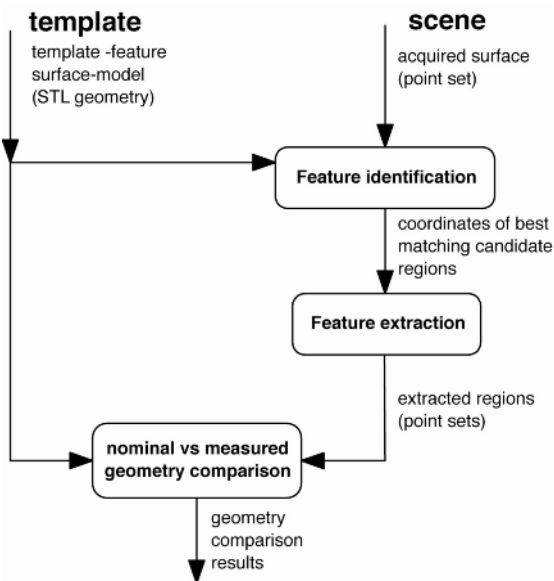 template
template -feature
surface-model
(STL geometry)
scene
acquired surface
(point set)
Feature identification
coordinates of best
matching candidate
regions
Feature extraction
extracted regions
(point sets)
nominal vs measured
geometry comparison
geometry
comparison
results